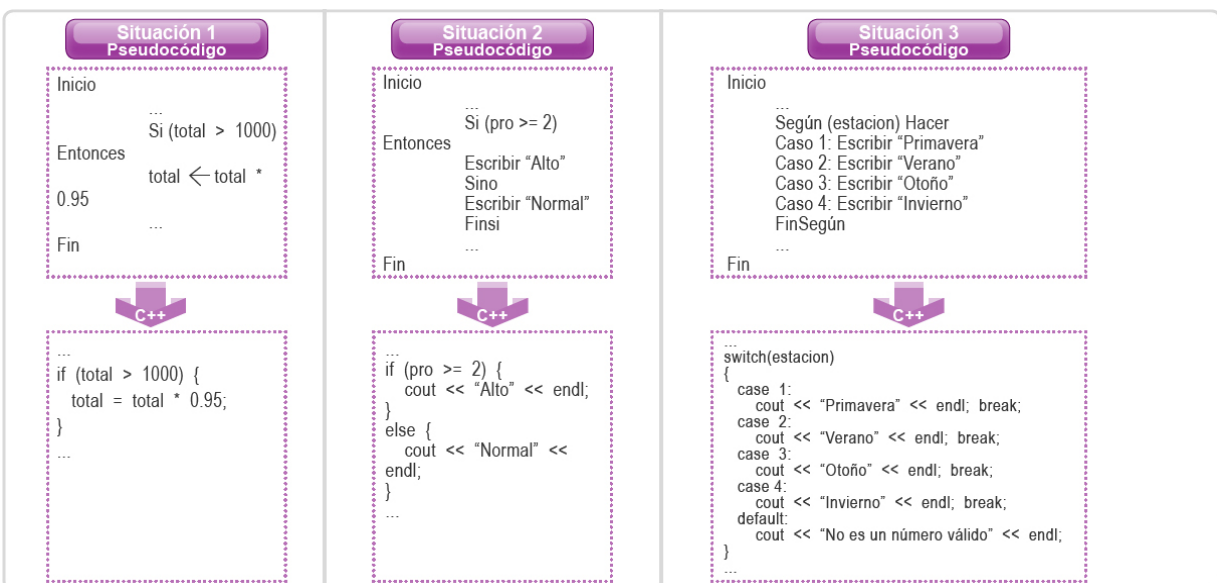 Situación 1
Pseudocódigo
Inicio
...
Si (total > 1000)
Entonces
total ← total *
0.95
...
Fin
C++
...
if (total > 1000) {
total = total * 0.95;
}
...
Situación 2
Pseudocódigo
Inicio
...
Si (pro >= 2)
Entonces
Escribir “Alto”
Sino
Escribir “Normal”
Finsi
...
Fin
C++
...
if (pro >= 2) {
cout << “Alto” << endl;
}
else {
cout << “Normal” <<
endl;
}
...
Situación 3
Pseudocódigo
Inicio
...
Según (estacion) Hacer
Caso 1: Escribir “Primavera”
Caso 2: Escribir “Verano”
Caso 3: Escribir “Otoño”
Caso 4: Escribir “Invierno”
FinSegún
...
Fin
C++
...
switch(estacion)
{
case 1:
cout << “Primavera” << endl; break;
case 2:
cout << “Verano” << endl; break;
case 3:
cout << “Otoño” << endl; break;
case 4:
cout << “Invierno” << endl; break;
default:
cout << “No es un número válido” << endl;
}
...